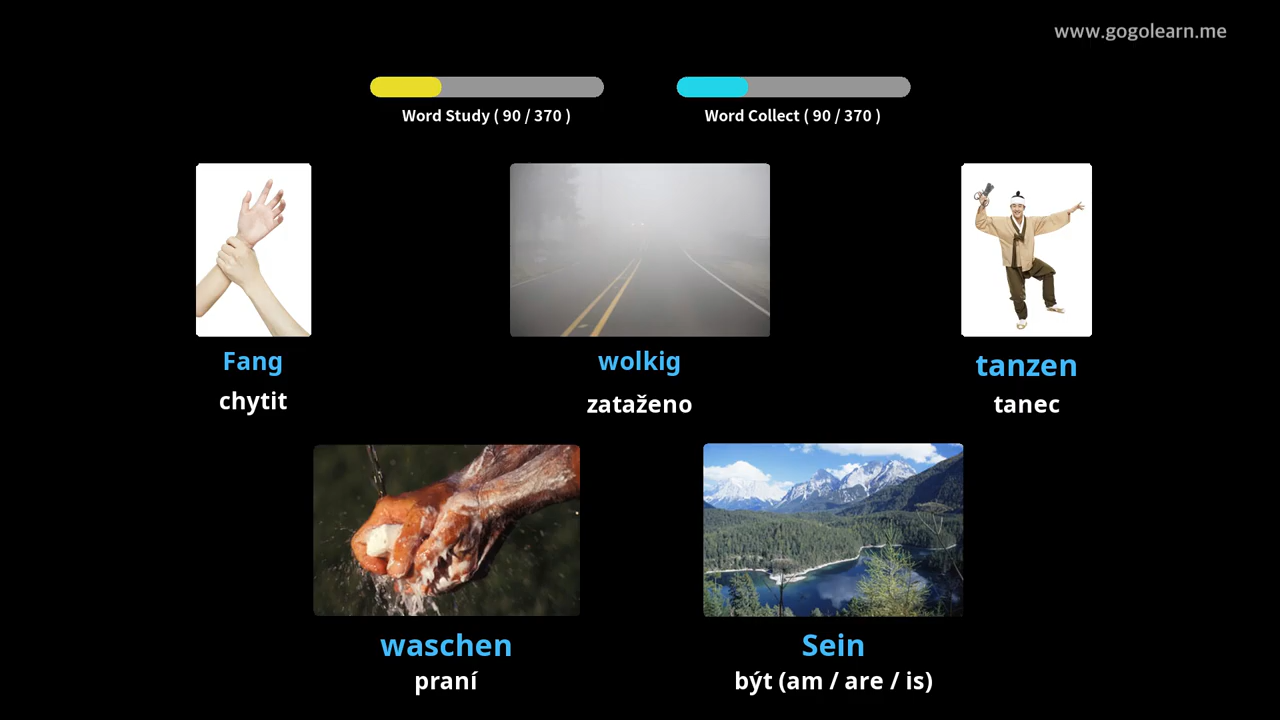 www.gogolearn.me
Word Study ( 90 / 370 )
Word Collect ( 90 / 370 )
Fang
chytit
wolkig
zataženo
tanzen
tanec
waschen
praní
Sein
být (am / are / is)